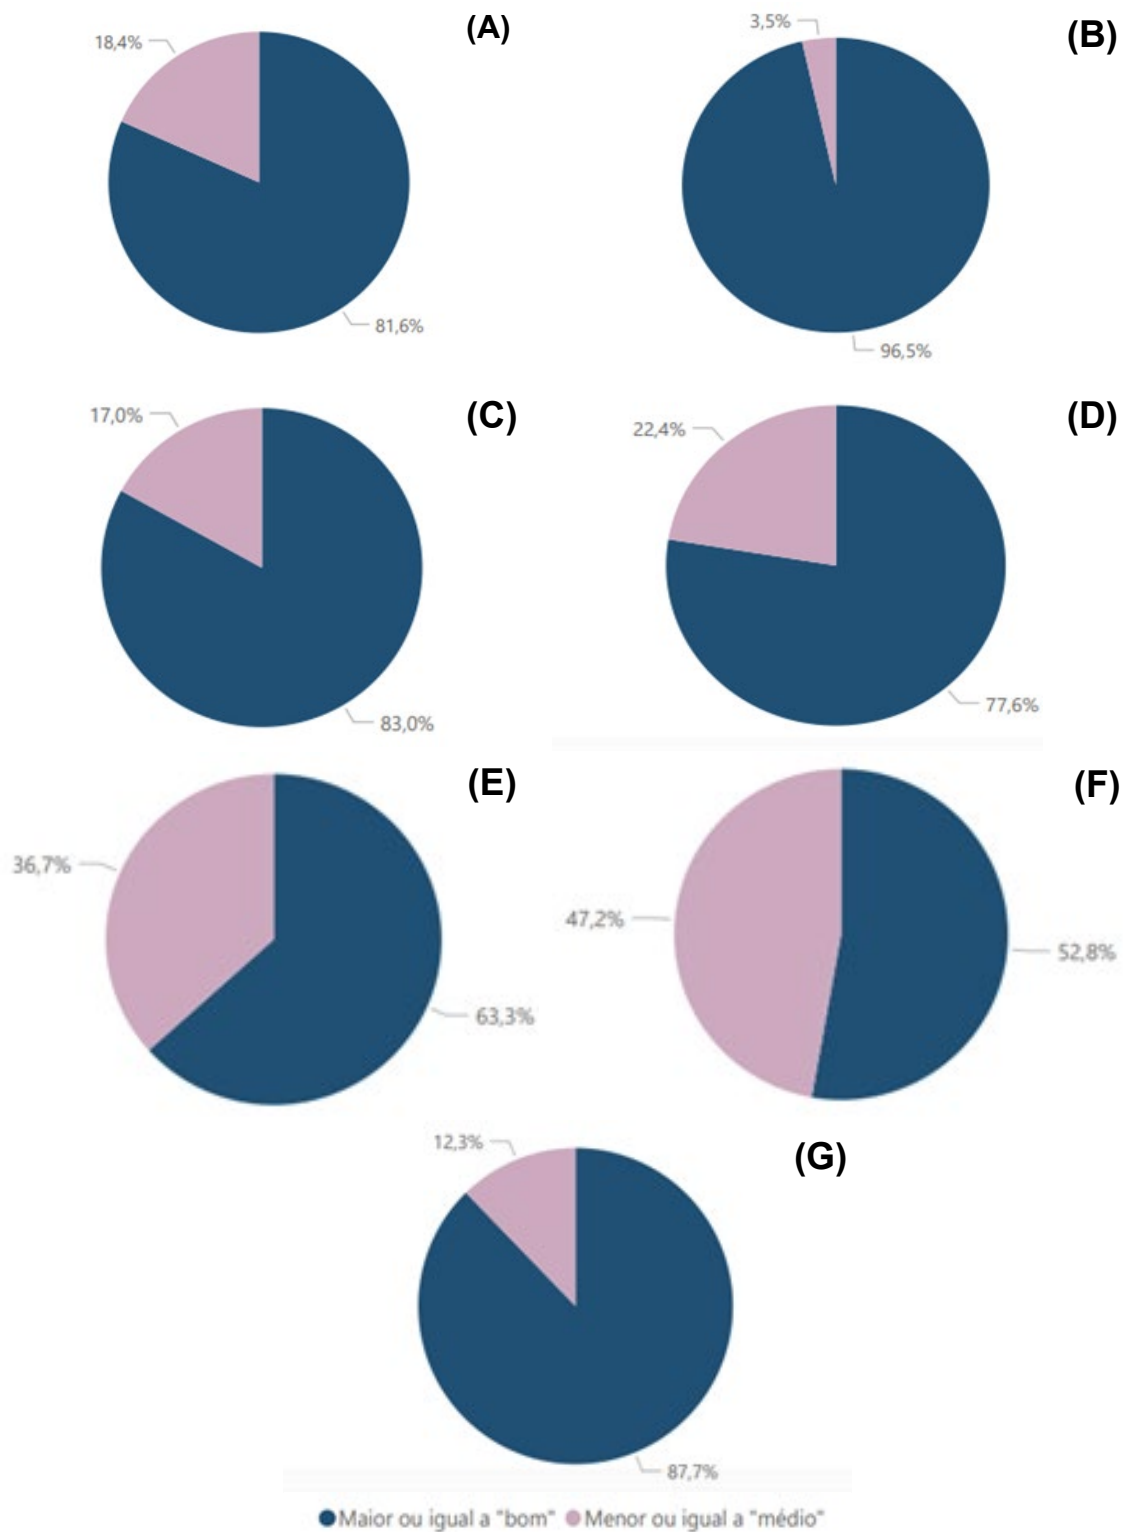 (A)
18,4%
81,6%
(B)
3,5%
96,5%
(C)
17,0%
83,0%
(D)
22,4%
77,6%
(E)
36,7%
63,3%
(F)
47,2%
52,8%
(G)
12,3%
87,7%
Maior ou igual a "bom" Menor ou igual a "médio"